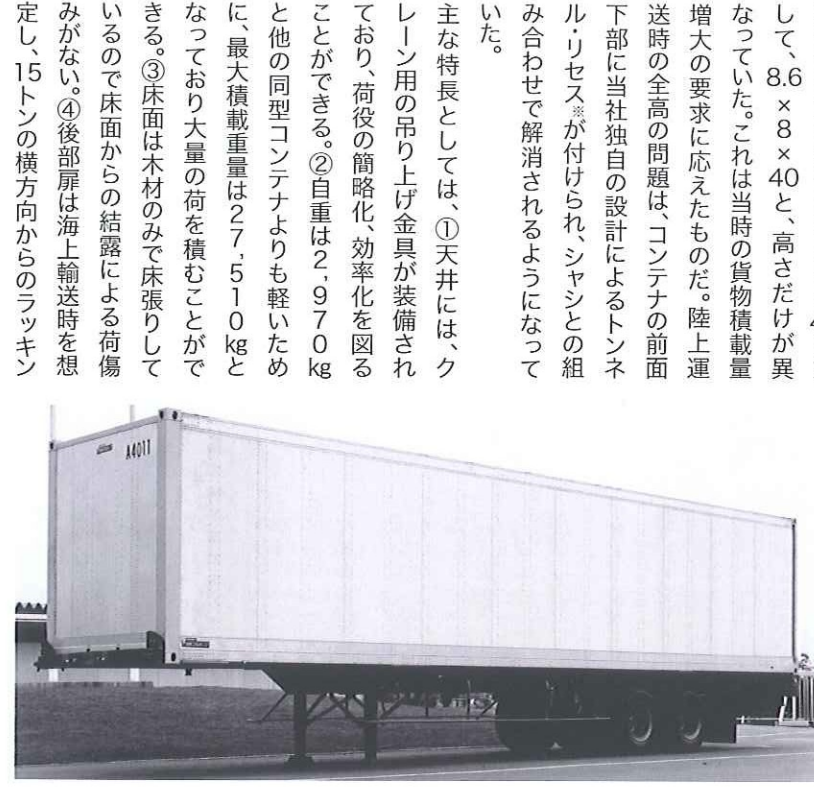 して、8.6×8×40と、高さだけが異
なっていた。これは当時の貨物積載量
増大の要求に応えたものだ。陸上運
送時の全高の問題は、コンテナの前面
下部に当社独自の設計によるトンネ
ル・リセス※が付けられ、シャシとの組
み合わせで解消されるようになって
いた。
主な特長としては、①天井には、ク
レーン用の吊り上げ金具が装備され
ており、荷役の簡略化、効率化を図る
ことができる。②自重は2,970kg
と他の同型コンテナよりも軽いため
に、最大積載重量は27,510kgと
なっており大量の荷を積むことがで
きる。③床面は木材のみで床張りして
いるので床面からの結露による荷傷
みがない。④後部扉は海上輸送時を想
定し、15トンの横方向からのラッキン
A4011